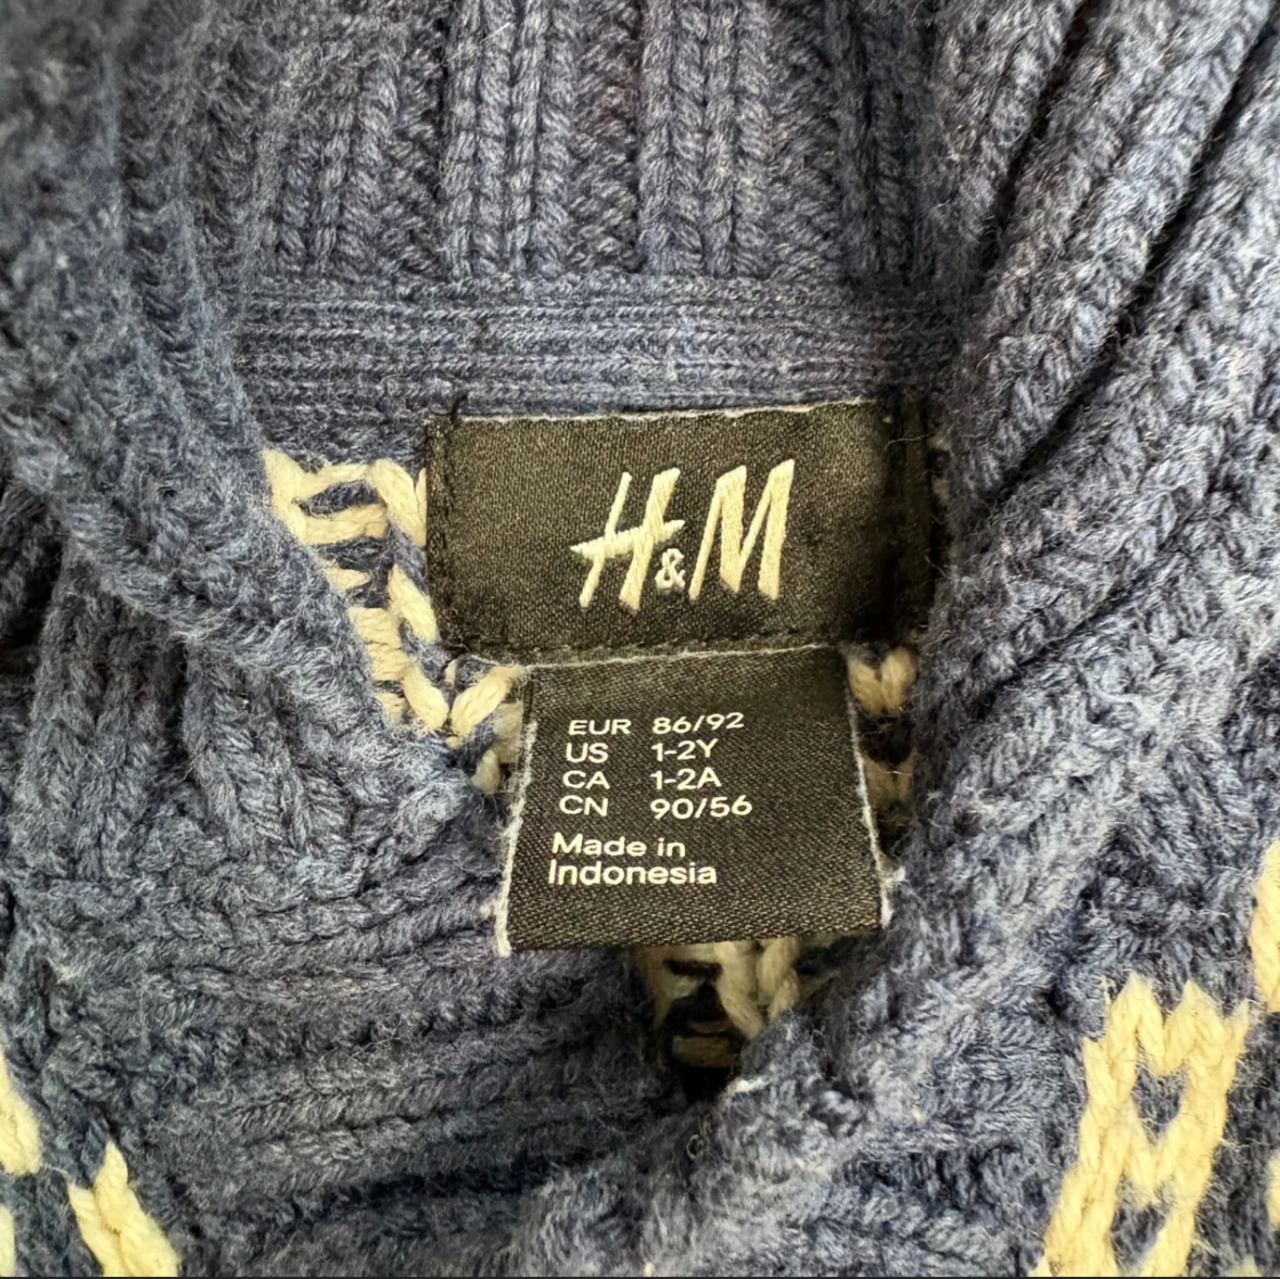 H&M
EUR 86/92
US 1-2Y
CA 1-2A
CN 90/56
Made in
Indonesia